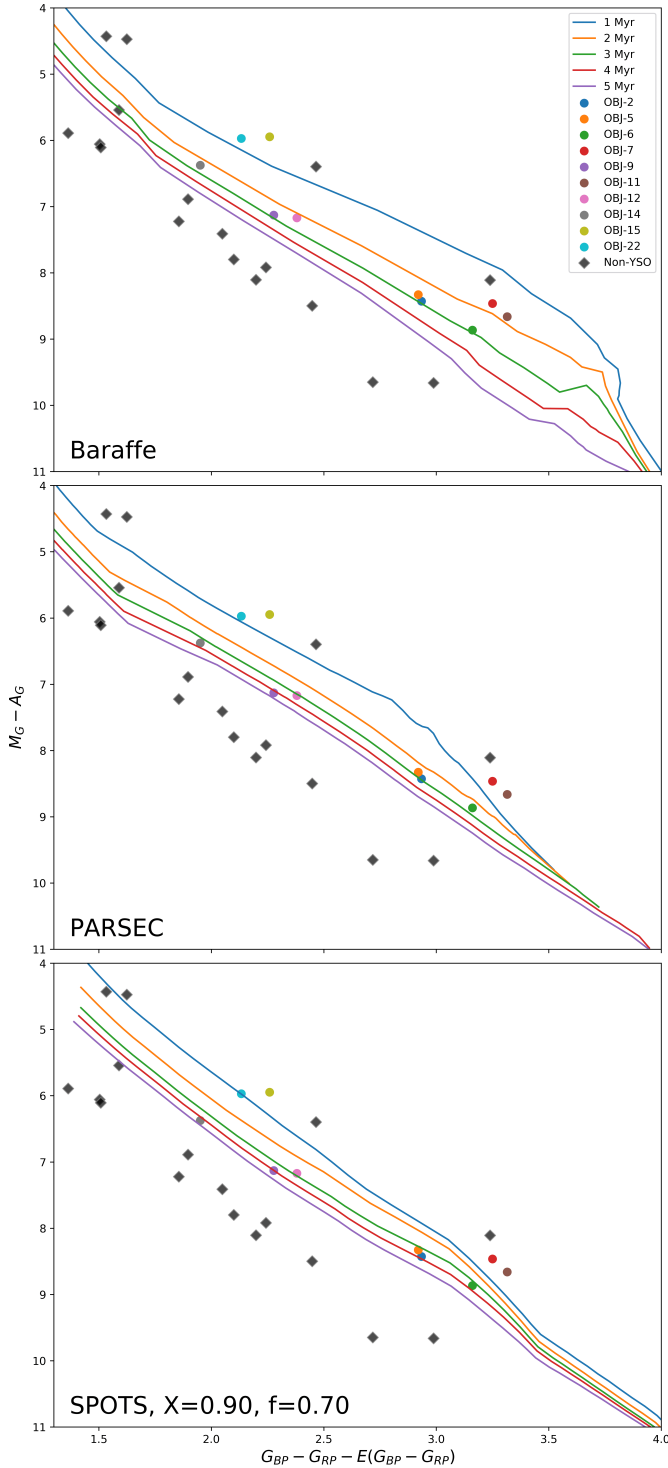 4
5
6
7
8
9
10
11
Baraffe
1 Myr
2 Myr
3 Myr
4 Myr
5 Myr
OBJ-2
OBJ-5
OBJ-6
OBJ-7
OBJ-9
OBJ-11
OBJ-12
OBJ-14
OBJ-15
OBJ-22
Non-YSO
4
5
6
7
8
9
10
11
M_G − A_G
PARSEC
4
5
6
7
8
9
10
11
SPOTS, X=0.90, f=0.70
1.5 2.0 2.5 3.0 3.5 4.0
G_BP − G_RP − E(G_BP − G_RP)